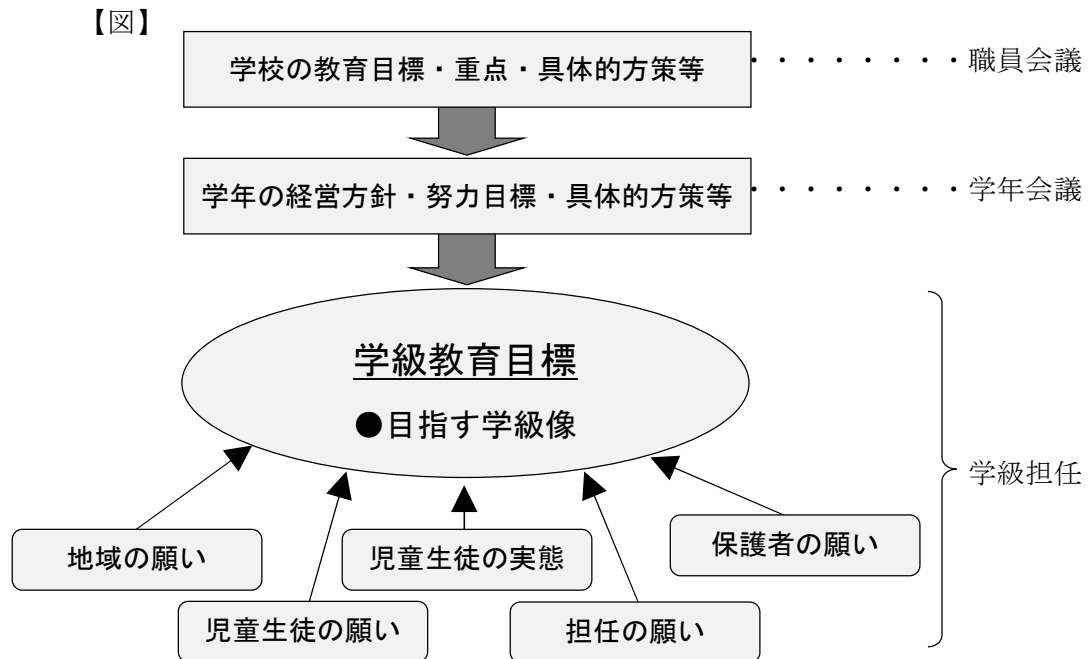 【図】
学校の教育目標・重点・具体的方策等 ・・・・・・・・職員会議
学年の経営方針・努力目標・具体的方策等 ・・・・・・・・学年会議
学級教育目標
●目指す学級像
学級担任
地域の願い
児童生徒の実態
保護者の願い
児童生徒の願い
担任の願い